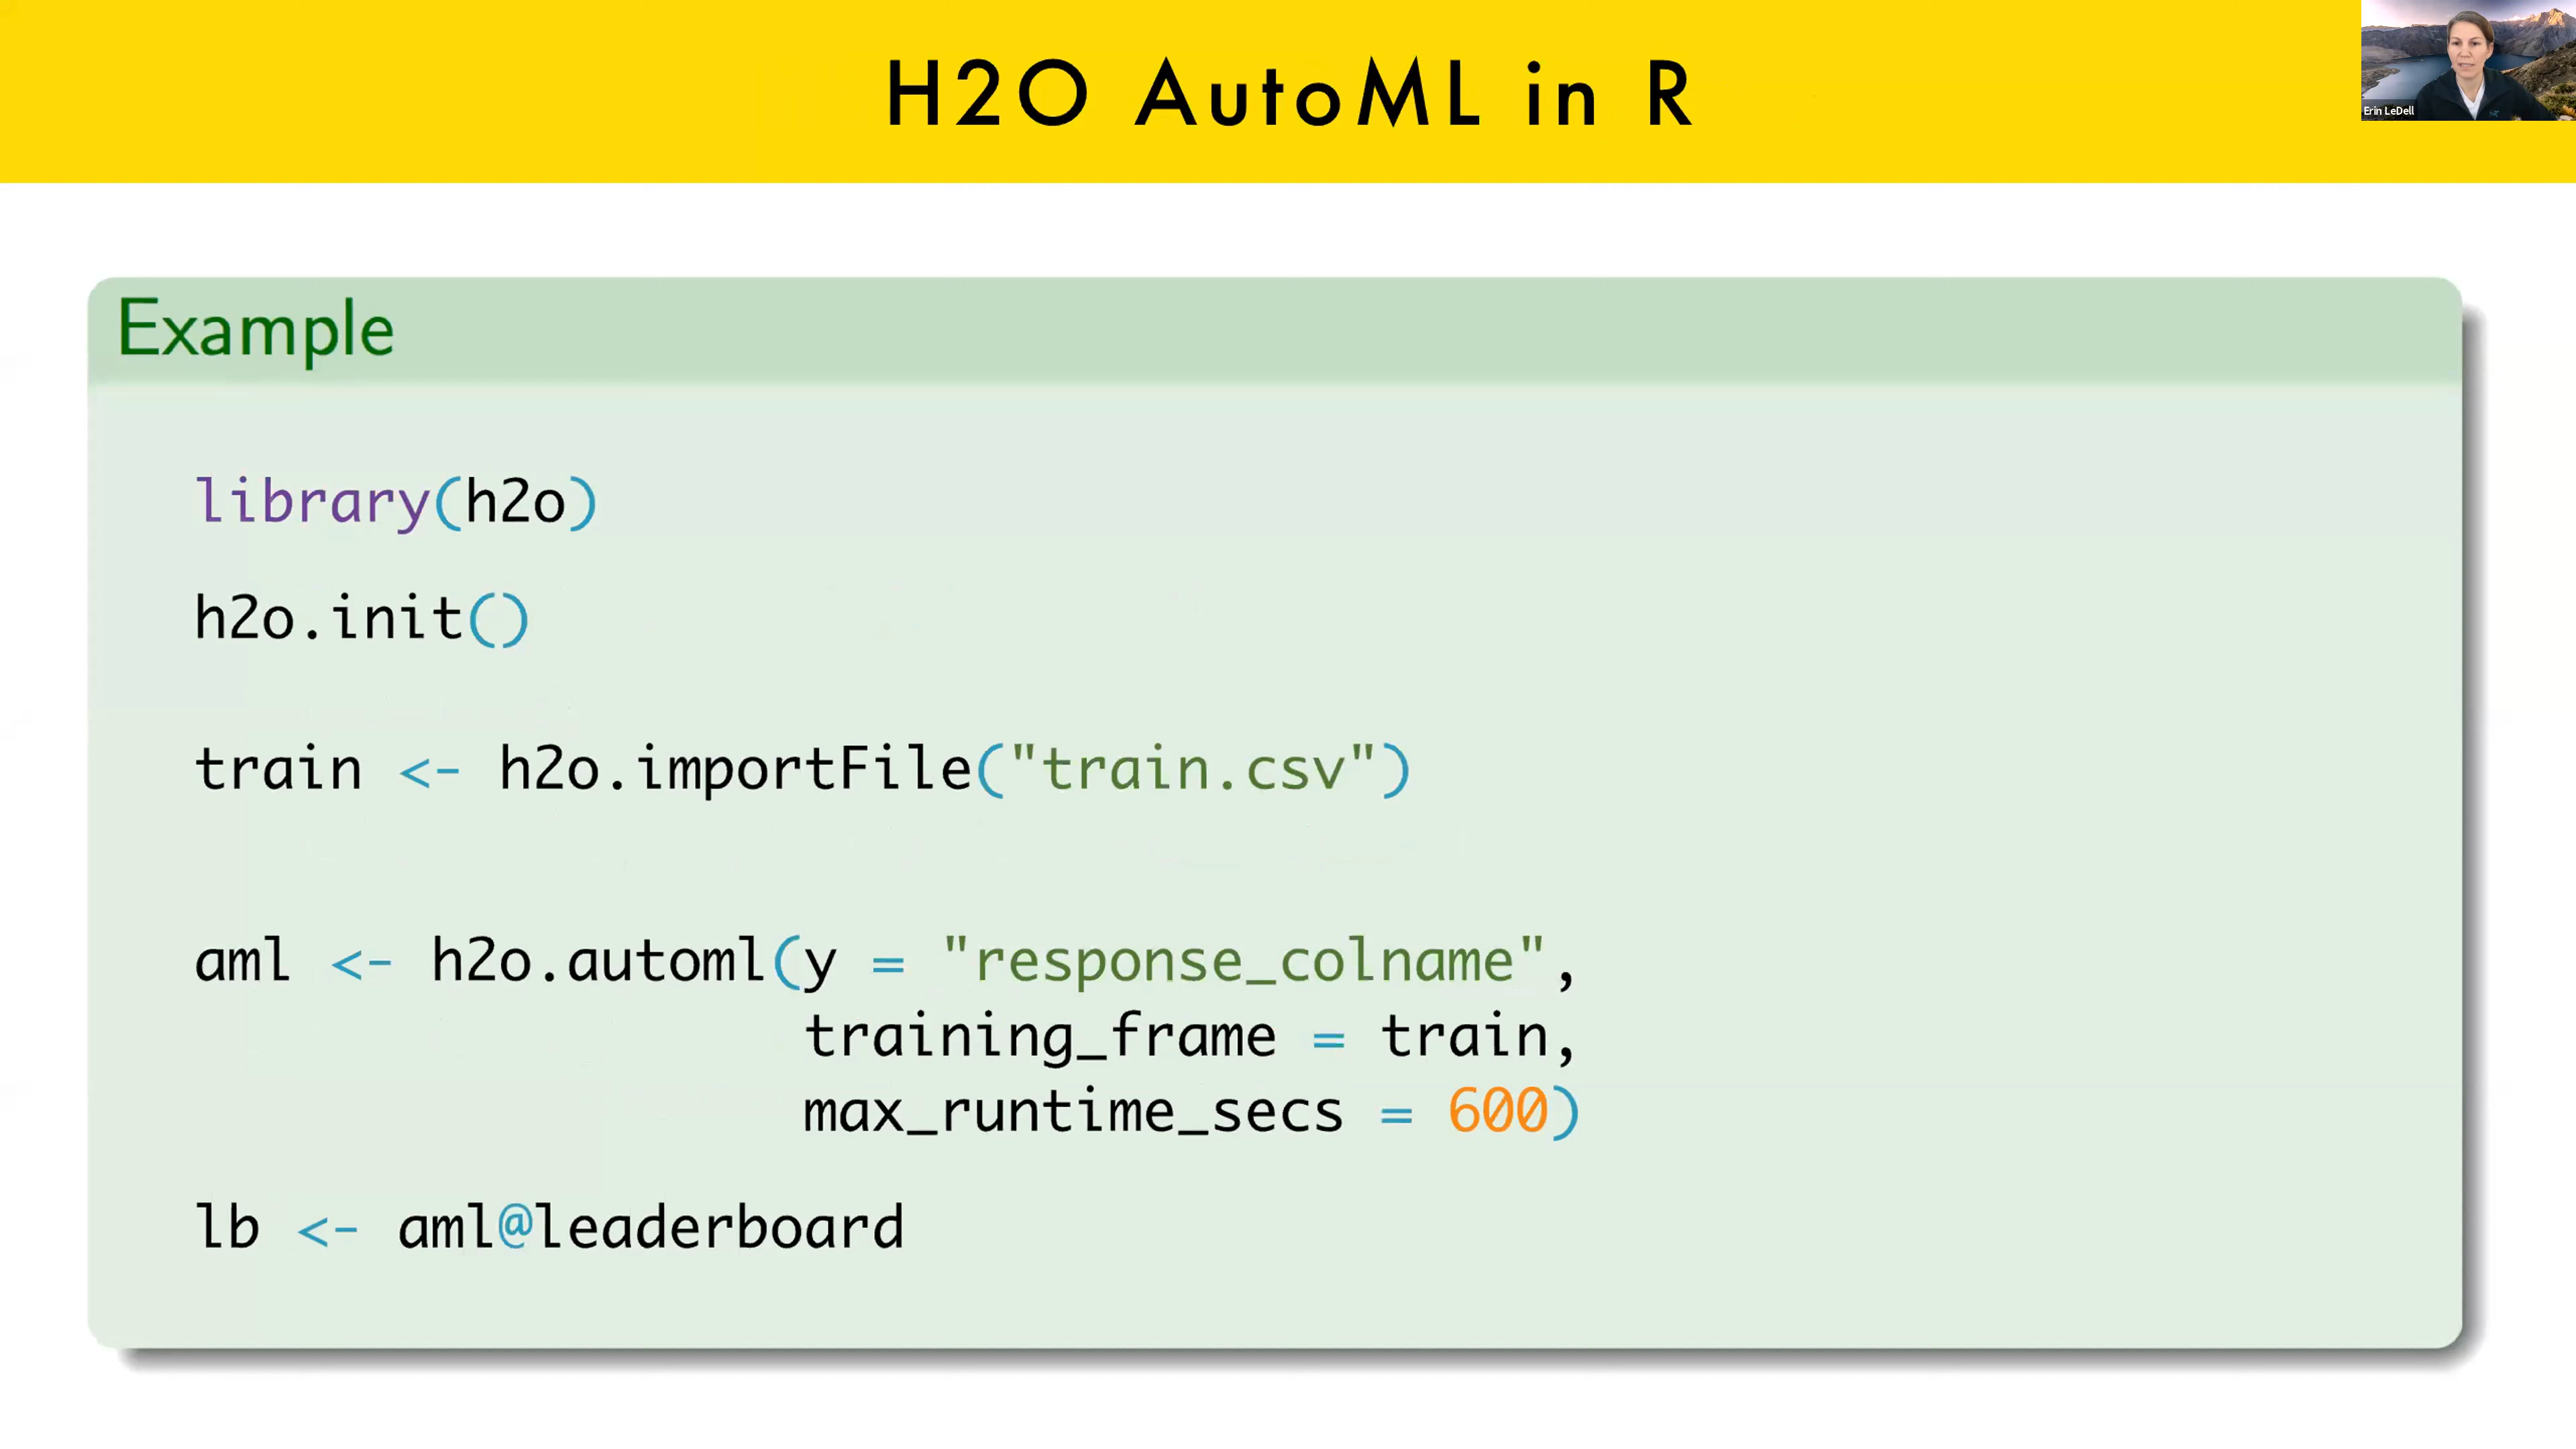 H2O AutoML in R
Erin LeDell
Example
library(h2o)
h2o.init()
train <- h2o.importFile("train.csv")
aml <- h2o.automl(y = "response_colname",
training_frame = train,
max_runtime_secs = 600)
lb <- aml@leaderboard